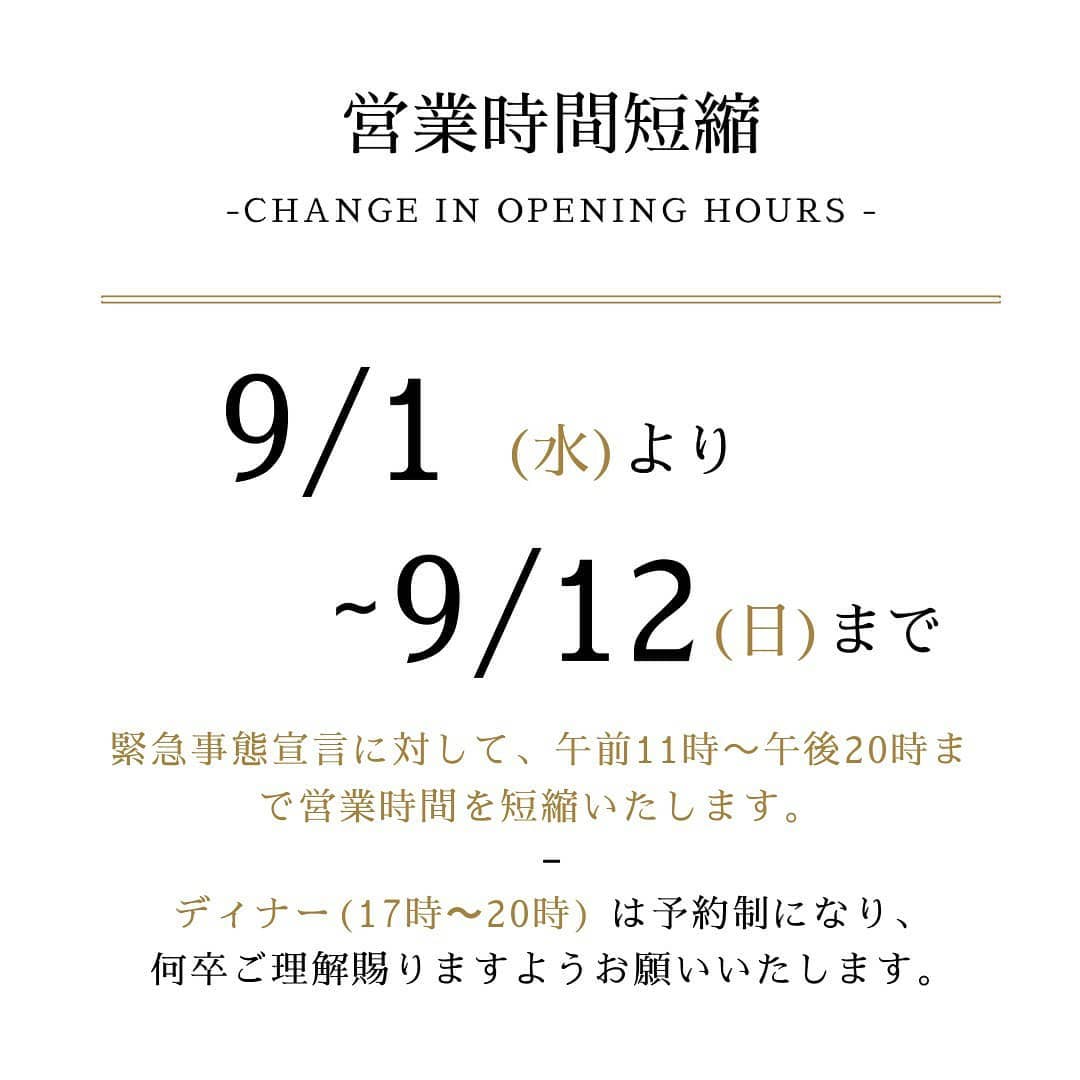 営業時間短縮
-CHANGE IN OPENING HOURS -
9/1 (水)より
~9/12(日)まで
緊急事態宣言に対して、午前11時〜午後20時ま
で営業時間を短縮いたします。
–
ディナー(17時〜20時) は予約制になり、
何卒ご理解賜りますようお願いいたします。